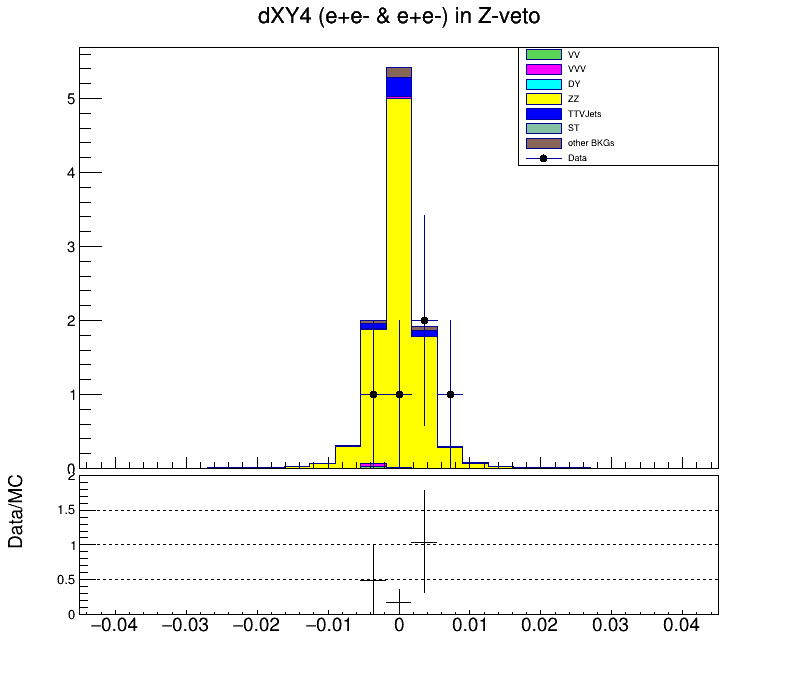 dXY4 (e+e- & e+e-) in Z-veto
VV
VVV
DY
ZZ
TTVJets
ST
other BKGs
Data
5
4
3
2
1
0
Data/MC
2
1.5
1
0.5
0
−0.04 −0.03 −0.02 −0.01 0 0.01 0.02 0.03 0.04